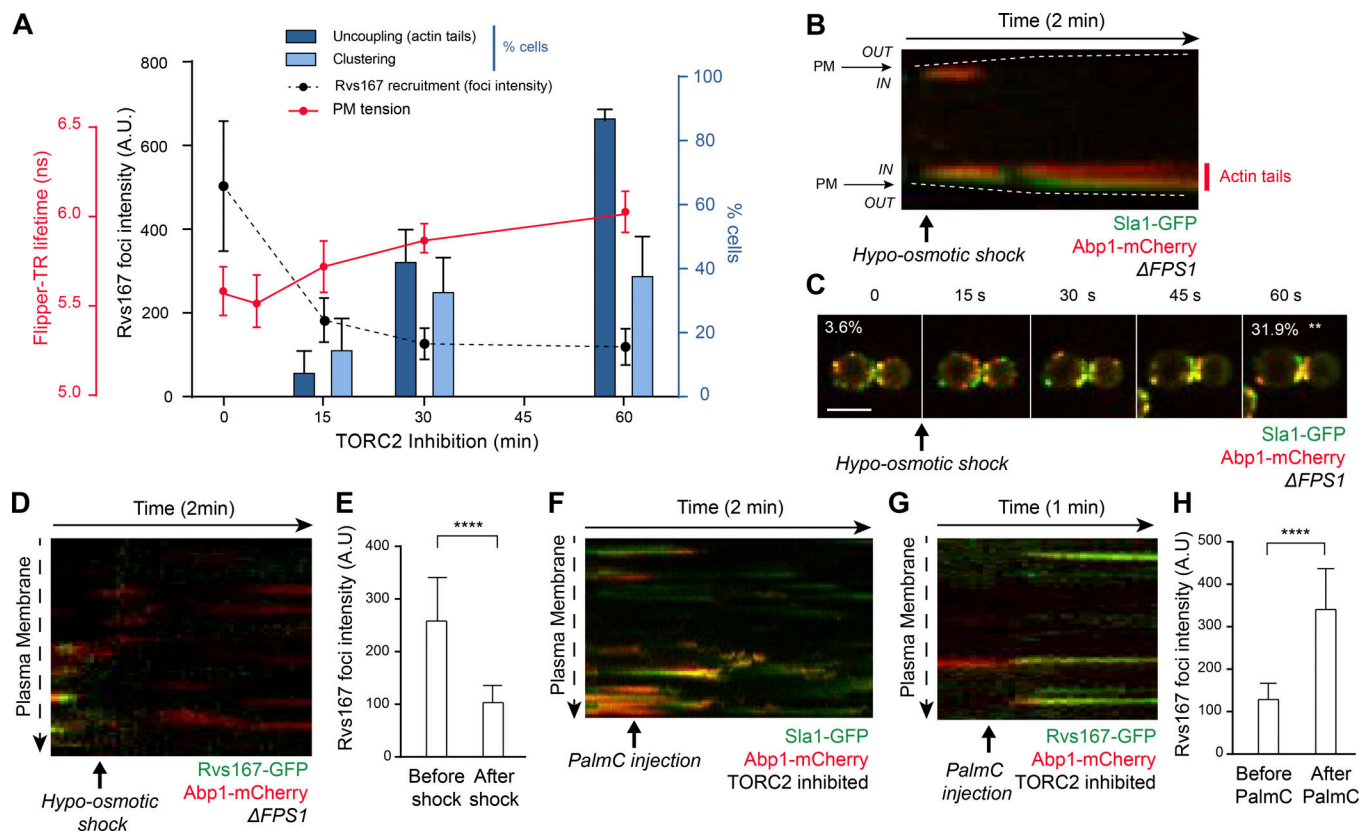 A
Uncoupling (actin tails)
Clustering
% cells
Rvs167 recruitment (foci intensity)
PM tension
Flipper-TR lifetime (ns)
6.5
6.0
5.5
5.0
Rvs167 foci intensity (A.U.)
800
600
400
200
0
100
80
60
40
20
0
% cells
0
15
30
45
60
TORC2 Inhibition (min)
B
Time (2 min)
OUT
PM
IN
IN
PM
OUT
Actin tails
Hypo-osmotic shock
Sla1-GFP
Abp1-mCherry
ΔFPS1
C
0
15 s
30 s
45 s
60 s
3.6%
31.9% **
Hypo-osmotic shock
Sla1-GFP
Abp1-mCherry
ΔFPS1
D
Time (2min)
Plasma Membrane
Hypo-osmotic
shock
Rvs167-GFP
Abp1-mCherry
ΔFPS1
E
Rvs167 foci intensity (A.U)
400
300
200
100
0
****
Before
shock
After
shock
F
Time (2 min)
Plasma Membrane
PalmC injection
Sla1-GFP
Abp1-mCherry
TORC2 inhibited
G
Time (1 min)
Plasma Membrane
PalmC
injection
Rvs167-GFP
Abp1-mCherry
TORC2 inhibited
H
Rvs167 foci intensity (A.U)
500
400
300
200
100
0
****
Before
PalmC
After
PalmC